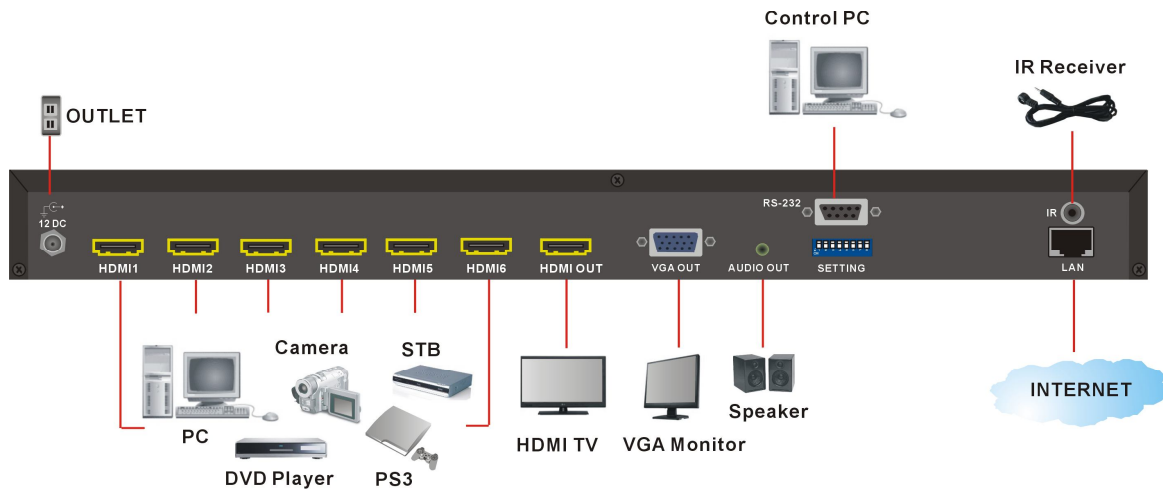 Control PC
IR Receiver
OUTLET
12 DC
RS-232
IR
HDMI1
HDMI2
HDMI3
HDMI4
HDMI5
HDMI6
HDMI OUT
VGA OUT
AUDIO OUT
SETTING
LAN
Camera
STB
PC
DVD Player
PS3
HDMI TV
VGA Monitor
Speaker
INTERNET